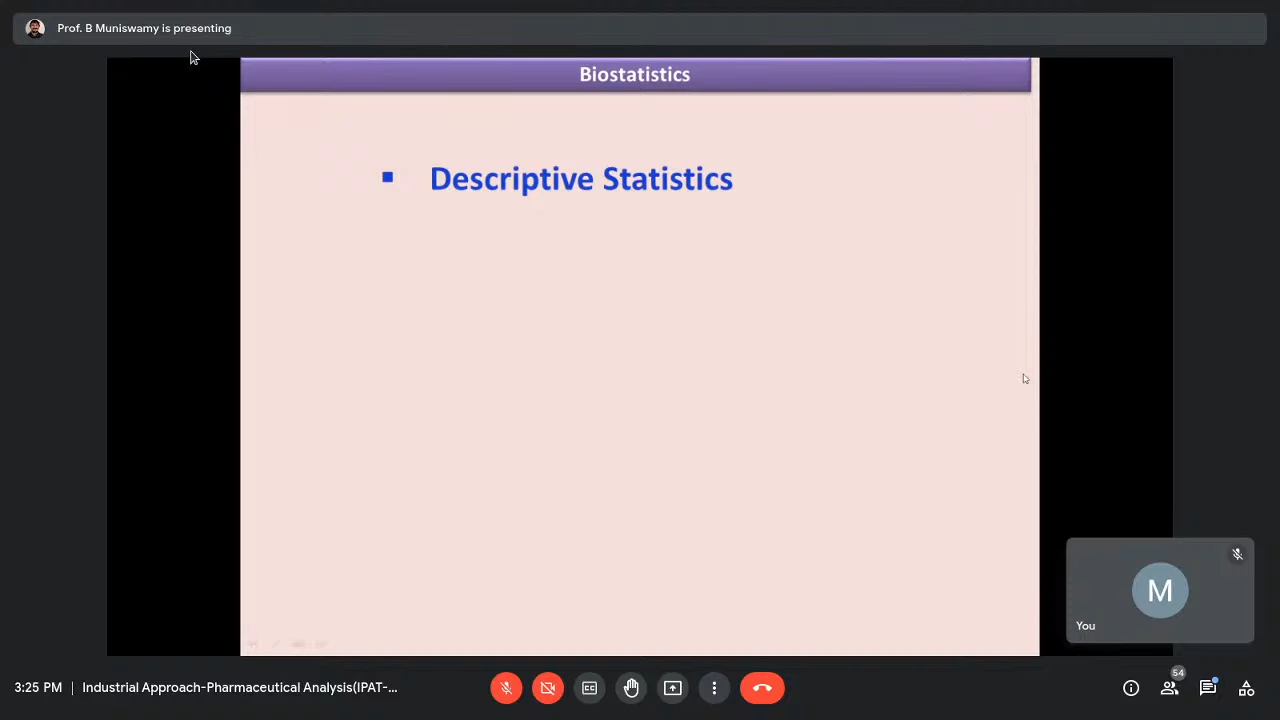 Prof. B Muniswamy is presenting
Biostatistics
▪ Descriptive Statistics
M
You
54
3:25 PM | Industrial Approach-Pharmaceutical Analysis(IPAT-...